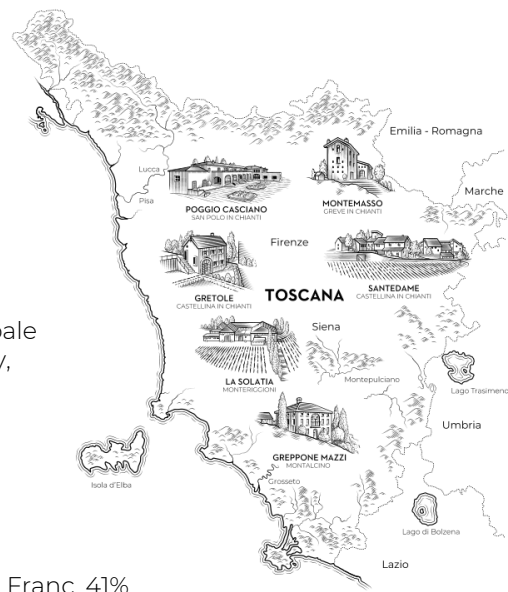 Emilia - Romagna
Lucca
Marche
Pisa
POGGIO CASCIANO
SAN POLO IN CHIANTI
MONTEMASSO
GREVE IN CHIANTI
Firenze
GRETOLE
CASTELLINA IN CHIANTI
TOSCANA
SANTEDAME
CASTELLINA IN CHIANTI
Siena
LA SOLATIA
MONTERIGGIONI
Montepulciano
Lago Trasimeno
Umbria
GREPPONE MAZZI
MONTALCINO
Isola d'Elba
Grosseto
Lago di Bolzena
Lazio
Franc 41%